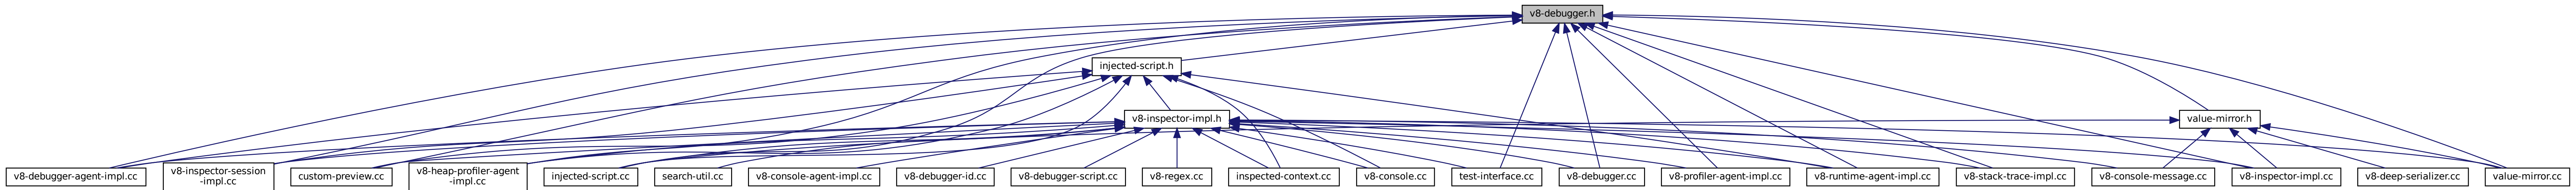 v8-debugger.h
injected-script.h
v8-inspector-impl.h
value-mirror.h
v8-debugger-agent-impl.cc
v8-inspector-session
-impl.cc
custom-preview.cc
v8-heap-profiler-agent
-impl.cc
injected-script.cc
search-util.cc
v8-console-agent-impl.cc
v8-debugger-id.cc
v8-debugger-script.cc
v8-regex.cc
inspected-context.cc
v8-console.cc
test-interface.cc
v8-debugger.cc
v8-profiler-agent-impl.cc
v8-runtime-agent-impl.cc
v8-stack-trace-impl.cc
v8-console-message.cc
v8-inspector-impl.cc
v8-deep-serializer.cc
value-mirror.cc